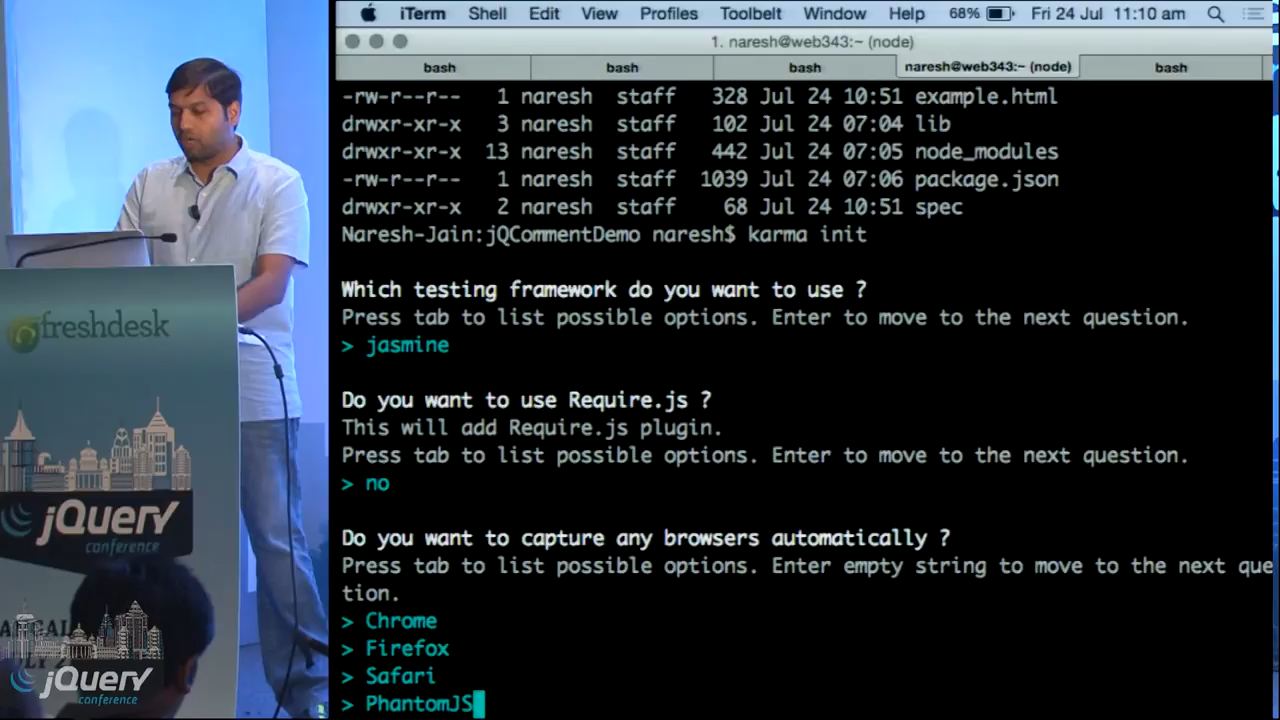 iTerm Shell Edit View Profiles Toolbelt Window Help 68% Fri 24 Jul 11:10 am
1. naresh@web343:~ (node)
bash bash bash naresh@web343:~ (node) bash
-rw-r--r-- 1 naresh staff 328 Jul 24 10:51 example.html
drwxr-xr-x 3 naresh staff 102 Jul 24 07:04 lib
drwxr-xr-x 13 naresh staff 442 Jul 24 07:05 node_modules
-rw-r--r-- 1 naresh staff 1039 Jul 24 07:06 package.json
drwxr-xr-x 2 naresh staff 68 Jul 24 10:51 spec
Naresh-Jain:jQCommentDemo naresh$ karma init
Which testing framework do you want to use ?
Press tab to list possible options. Enter to move to the next question.
> jasmine
Do you want to use Require.js ?
This will add Require.js plugin.
Press tab to list possible options. Enter to move to the next question.
> no
Do you want to capture any browsers automatically ?
Press tab to list possible options. Enter empty string to move to the next que
tion.
> Chrome
> Firefox
> Safari
> PhantomJS
freshdesk
jQuery
conference
jQuery
conference